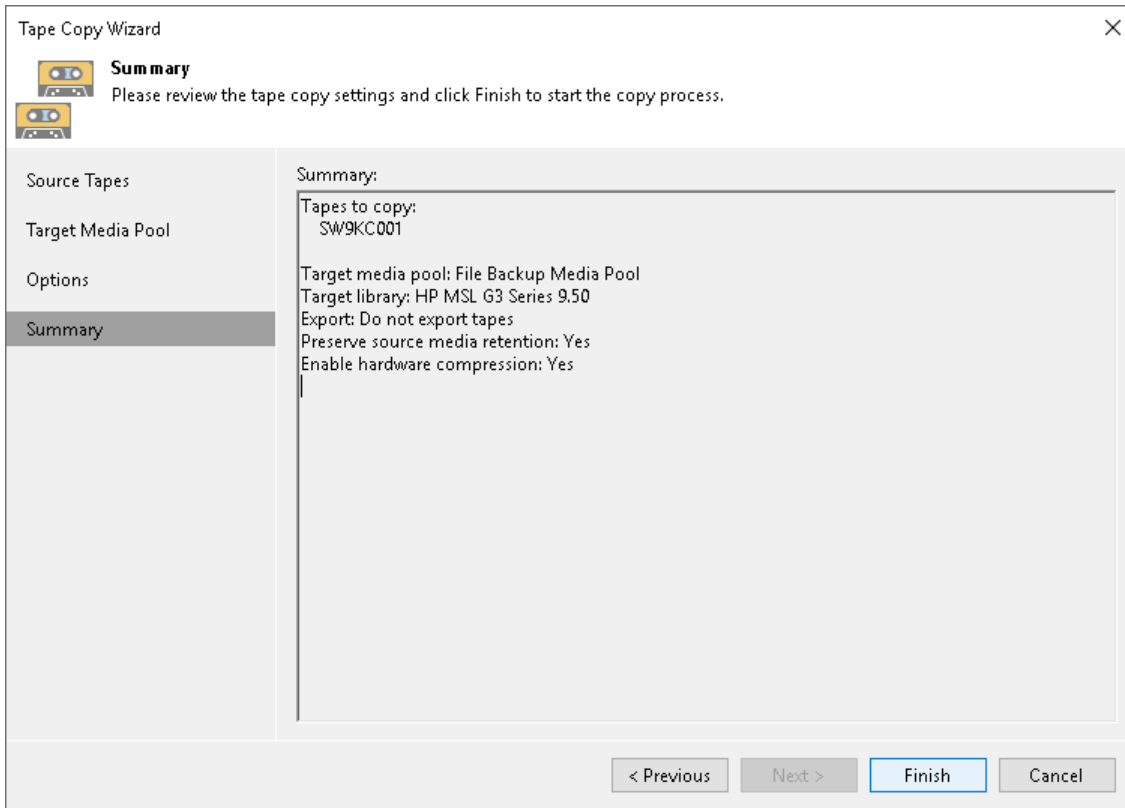 Tape Copy Wizard
Summary
Please review the tape copy settings and click Finish to start the copy process.
Source Tapes
Target Media Pool
Options
Summary
Summary:
Tapes to copy:
SW9KC001
Target media pool: File Backup Media Pool
Target library: HP MSL G3 Series 9.50
Export: Do not export tapes
Preserve source media retention: Yes
Enable hardware compression: Yes
< Previous
Next >
Finish
Cancel